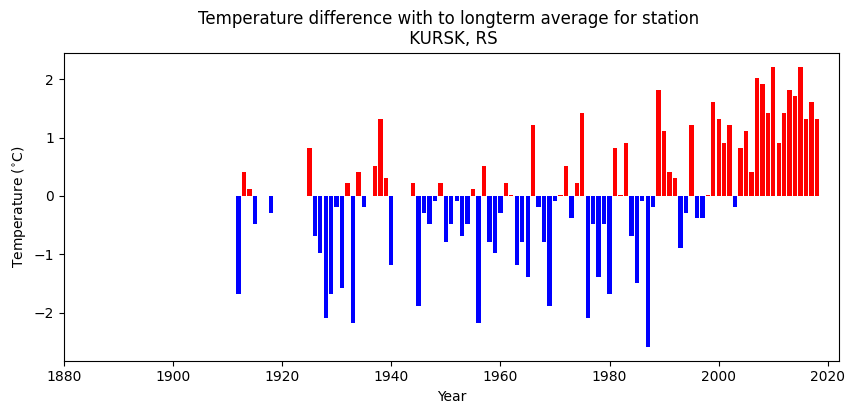 Temperature difference with to longterm average for station
KURSK, RS
Temperature (°C)
2
1
0
−1
−2
1880 1900 1920 1940 1960 1980 2000 2020
Year